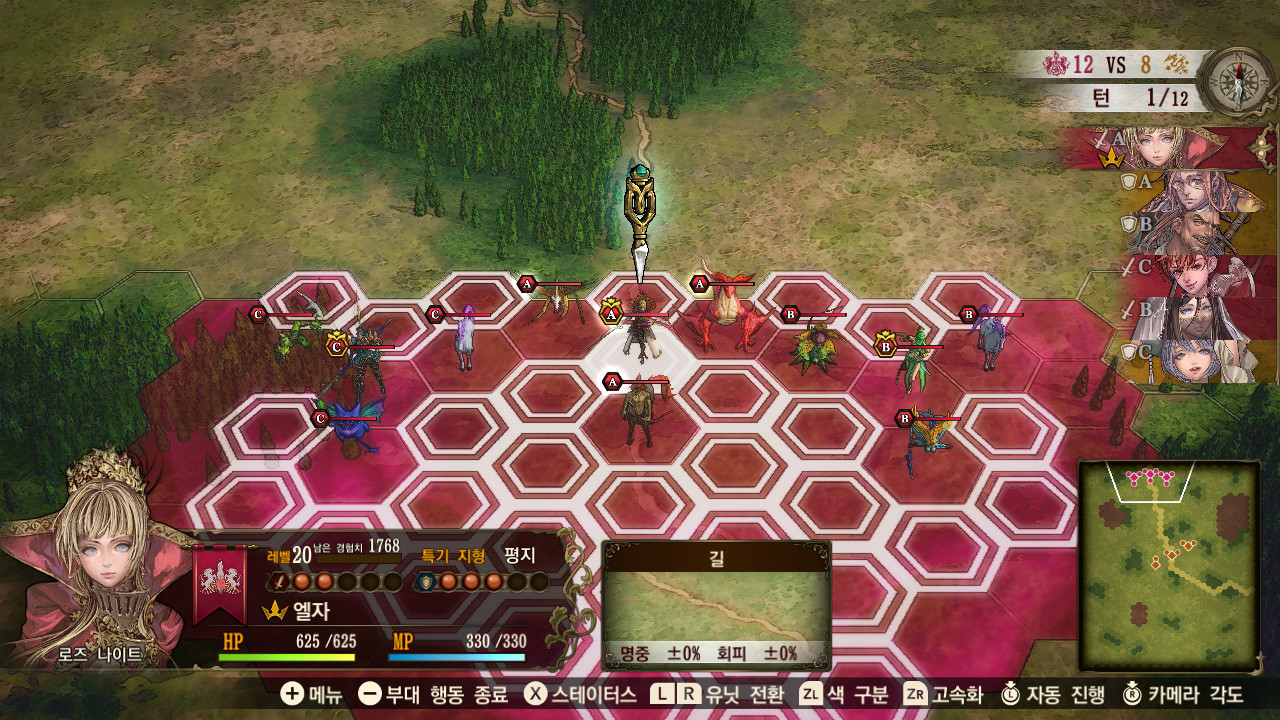 12 VS 8
턴 1/12
A
A
B
C
B
C
A
A
C
C
A
B
B
C
B
A
C
B
레벨 20 남은 경험치 1768 특기 지형 평지
엘자
HP 625/625 MP 330/330
로즈 나이트
길
명중 ±0% 회피 ±0%
+ 메뉴 - 부대 행동 종료 X 스테이터스 L R 유닛 전환 ZL 색 구분 ZR 고속화 L 자동 진행 R 카메라 각도